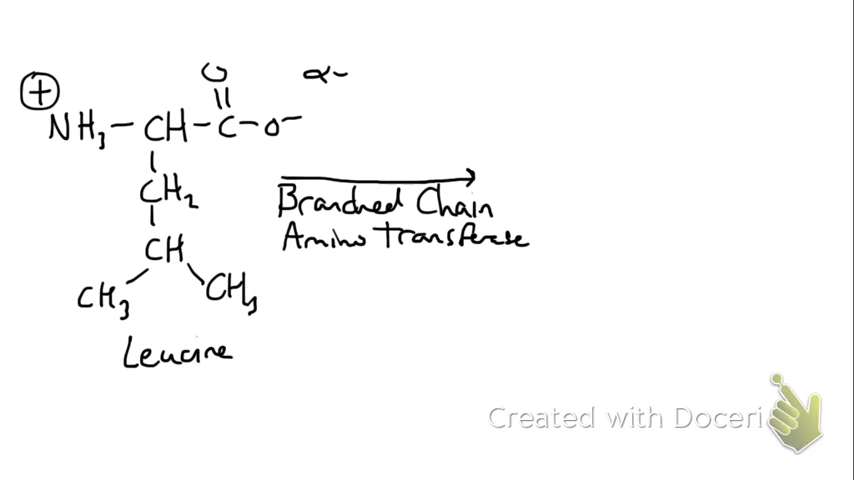 O α-
⊕
NH₃-CH-C-O⁻
CH₂
Branched Chain
Amino transferase
CH
CH₃ CH₃
Leucine
Created with Doceri